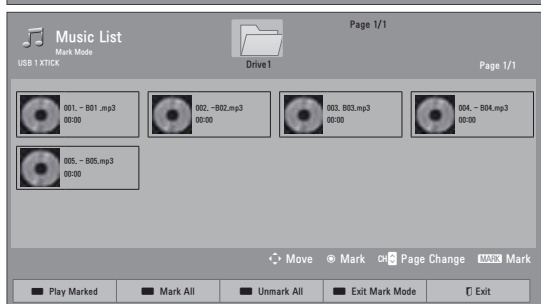 Page 1/1
Music List
Mark Mode
USB 1 XTICK
Drive1
Page 1/1
001. - B01 .mp3
00:00
002. -B02.mp3
00:00
003. B03.mp3
00:00
004. - B04.mp3
00:00
005. - B05.mp3
00:00
Move
Mark
CH Page Change
MARK Mark
Play Marked
Mark All
Unmark All
Exit Mark Mode
Exit